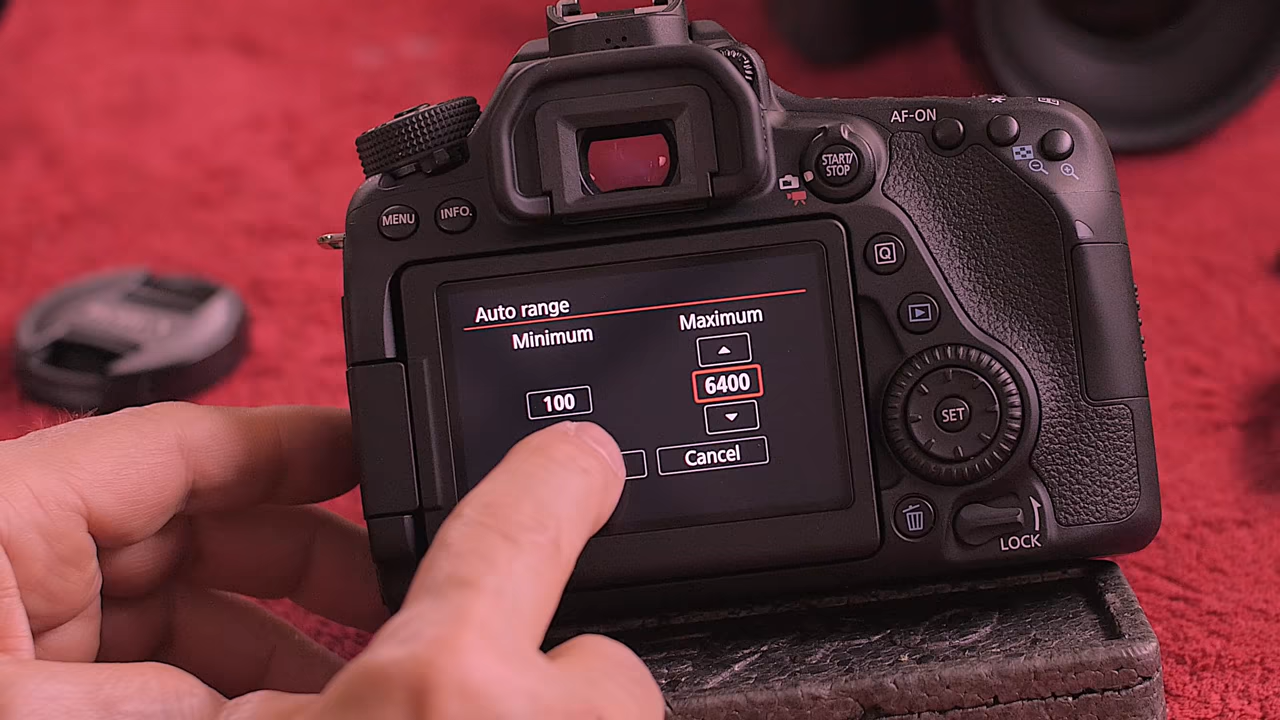 AF-ON
START/
STOP
MENU
INFO.
Q
Auto range
Minimum
Maximum
100
6400
Cancel
SET
LOCK